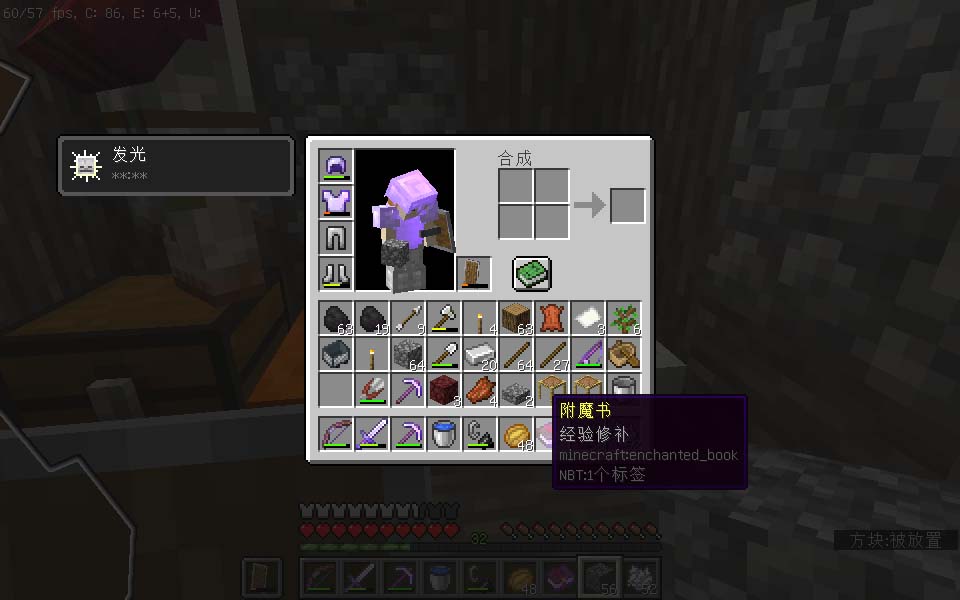 60/57 fps, C: 86, E: 6+5, U:
发光
**:**
合成
63
19
9
4
63
3
6
64
20
64
27
3
4
2
48
附魔书
经验修补
minecraft:enchanted_book
NBT:1个标签
32
方块:被放置
48
56
52